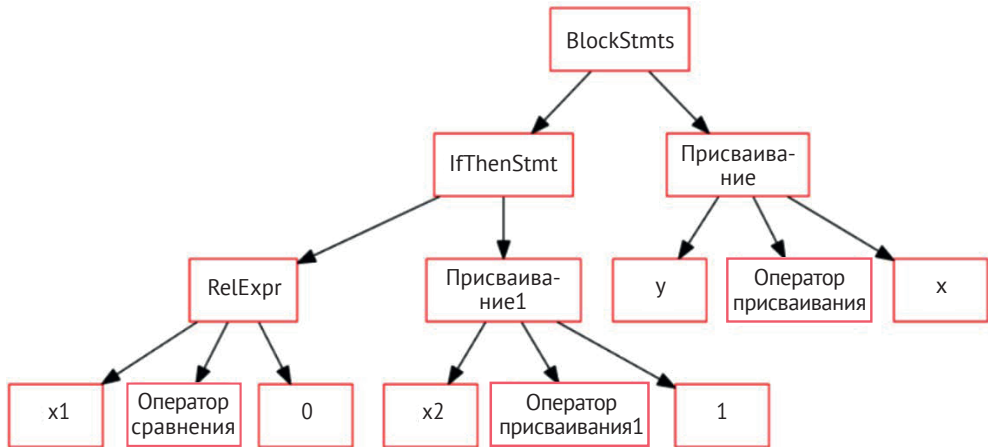 BlockStmts
IfThenStmt
Присваива-
ние
RelExpr
Присваива-
ние1
y
Оператор
присваивания
x
x1
Оператор
сравнения
0
x2
Оператор
присваивания1
1